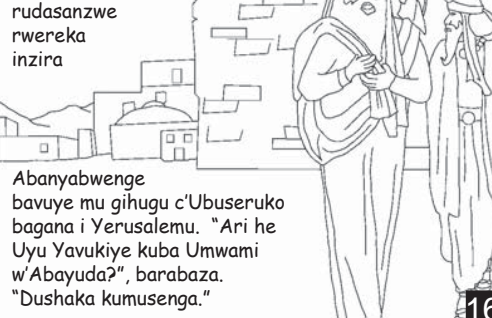 rudasanzwe
rwereka
inzira
Abanyabwenge
bavuye mu gihugu c'Ubuseruko
bagana i Yerusalemu. "Ari he
Uyu Yavukiye kuba Umwami
w'Abayuda?", barabaza.
"Dushaka kumusenga."
16